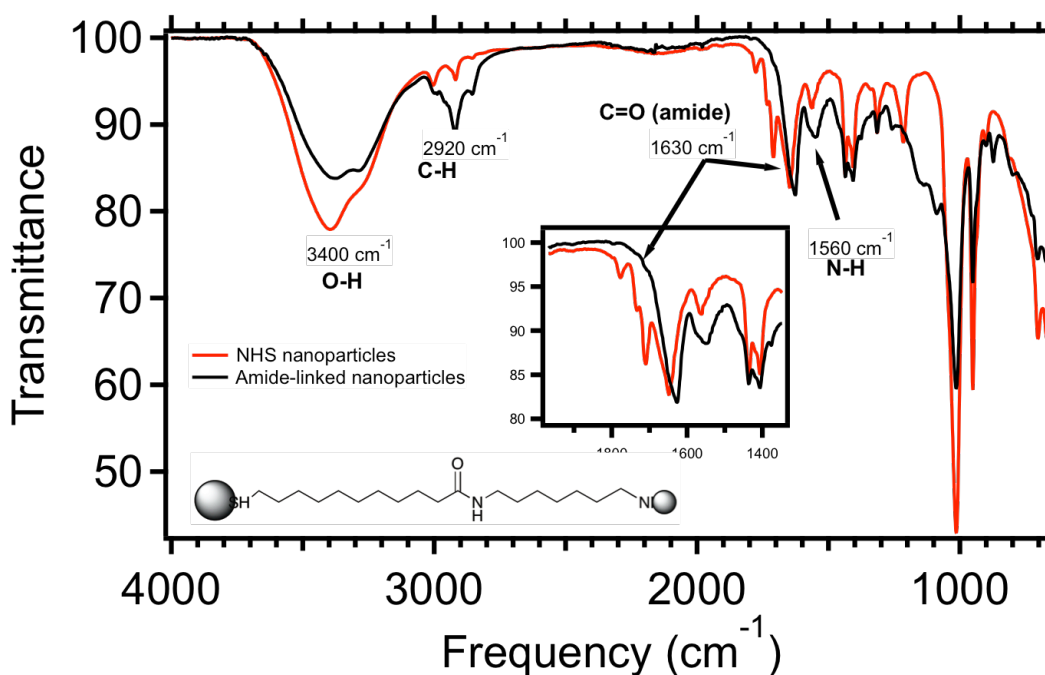 100
90
80
70
60
50
Transmittance
C=O (amide)
1630 cm-1
2920 cm-1
C-H
3400 cm-1
O-H
1560 cm-1
N-H
NHS nanoparticles
Amide-linked nanoparticles
100
95
90
85
80
1800 1600 1400
O
SH N NI
H
4000 3000 2000 1000
Frequency (cm-1)